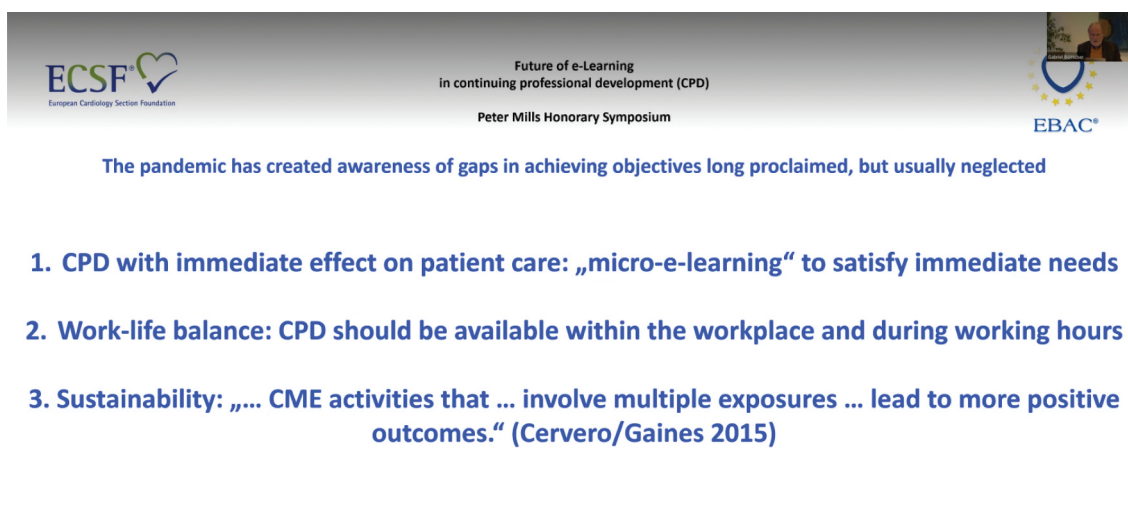 ECSF®
European Cardiology Section Foundation
Future of e-Learning
in continuing professional development (CPD)
Peter Mills Honorary Symposium
EBAC®
The pandemic has created awareness of gaps in achieving objectives long proclaimed, but usually neglected
1. CPD with immediate effect on patient care: „micro-e-learning“ to satisfy immediate needs
2. Work-life balance: CPD should be available within the workplace and during working hours
3. Sustainability: „… CME activities that … involve multiple exposures … lead to more positive
outcomes.“ (Cervero/Gaines 2015)